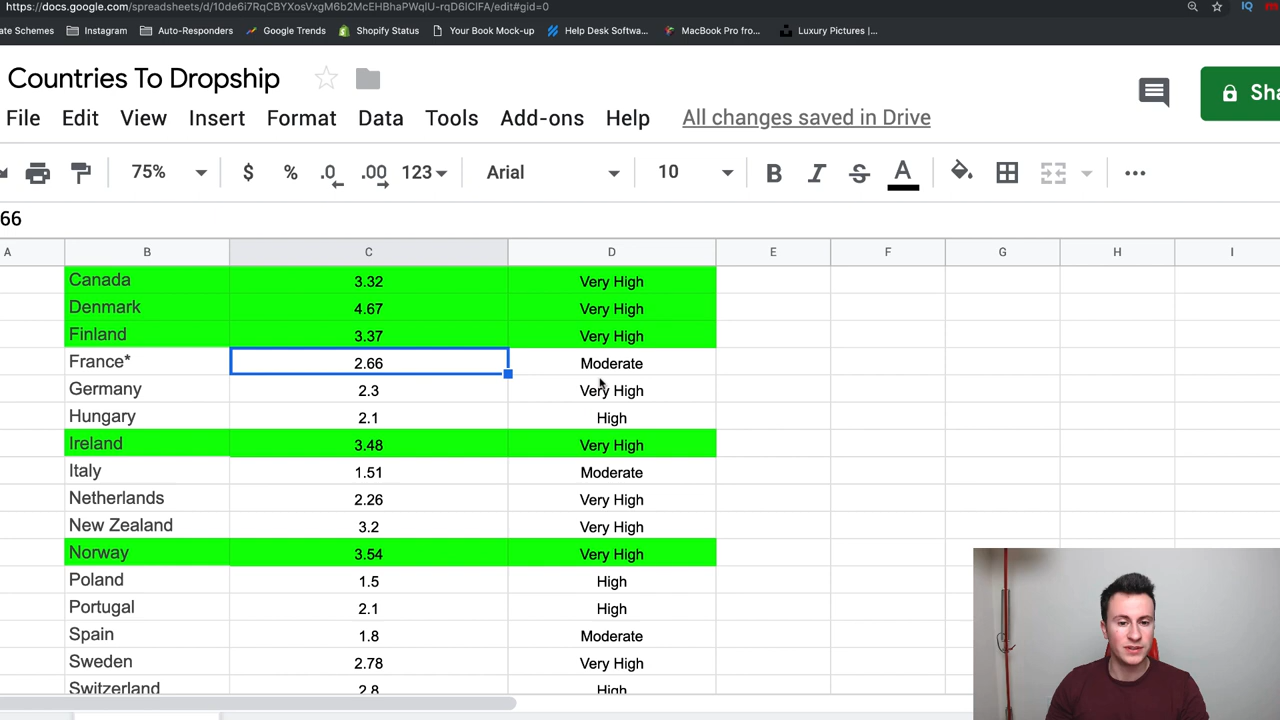 https://docs.google.com/spreadsheets/d/10de6i7RqCBYXosVxgM6b2McEHBhaPWqlU-rqD6IClFA/edit#gid=0
ate Schemes Instagram Auto-Responders Google Trends Shopify Status Your Book Mock-up Help Desk Softwa... MacBook Pro fro... Luxury Pictures |...
Countries To Dropship
Sha
File Edit View Insert Format Data Tools Add-ons Help All changes saved in Drive
75% $ % .0 .00 123 Arial 10 B I S A
66
A B C D E F G H I
Canada 3.32 Very High
Denmark 4.67 Very High
Finland 3.37 Very High
France* 2.66 Moderate
Germany 2.3 Very High
Hungary 2.1 High
Ireland 3.48 Very High
Italy 1.51 Moderate
Netherlands 2.26 Very High
New Zealand 3.2 Very High
Norway 3.54 Very High
Poland 1.5 High
Portugal 2.1 High
Spain 1.8 Moderate
Sweden 2.78 Very High
Switzerland 2.8 High